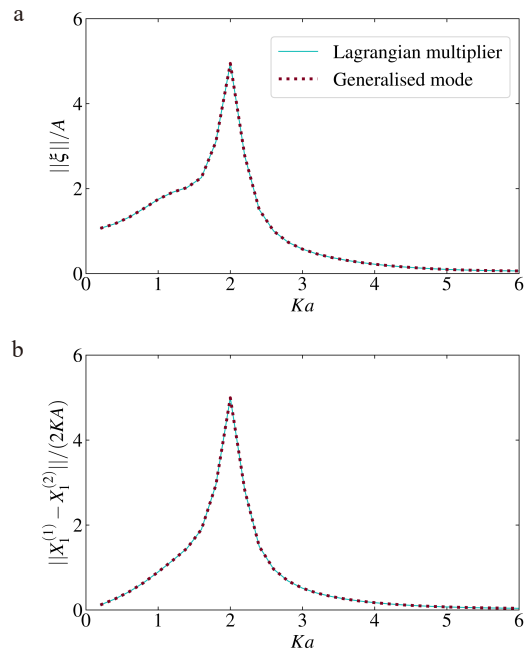 a
6
4
2
0
||ξ||/A
Lagrangian multiplier
Generalised mode
0 1 2 3 4 5 6
Ka
b
6
4
2
0
||X₁⁽¹⁾ − X₁⁽²⁾||/(2KA)
0 1 2 3 4 5 6
Ka